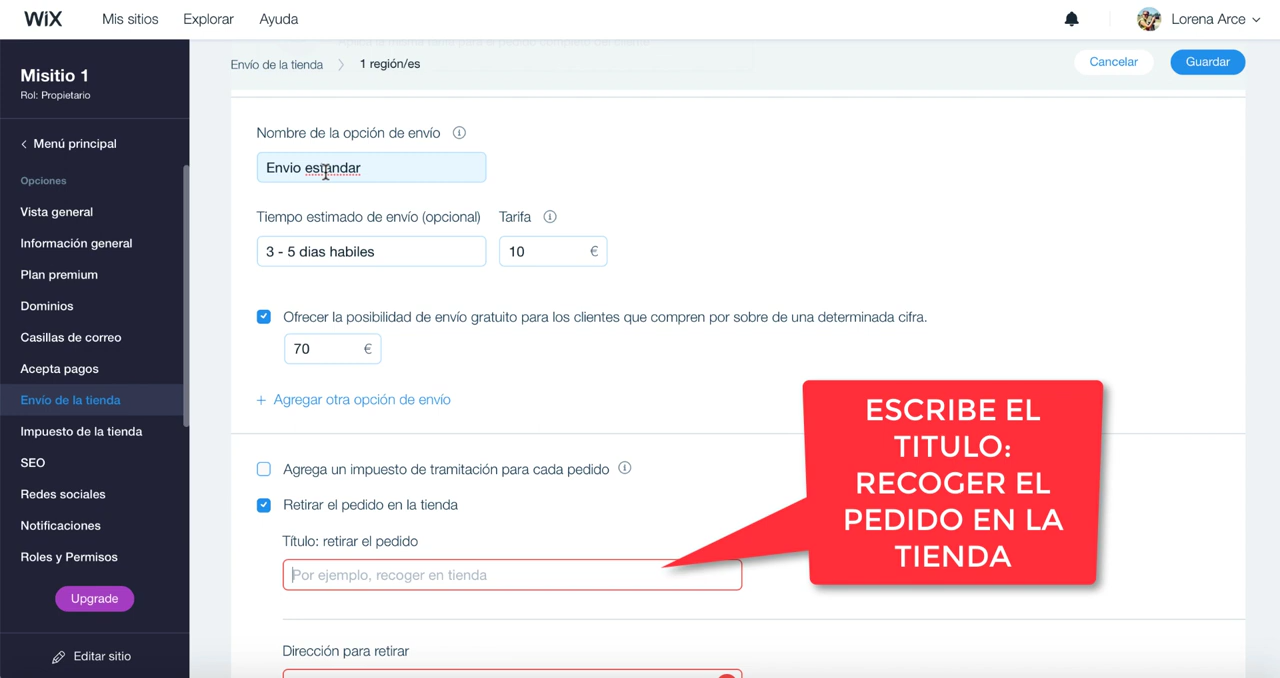 WiX Mis sitios Explorar Ayuda Lorena Arce
Misitio 1
Rol: Propietario
Menú principal
Opciones
Vista general
Información general
Plan premium
Dominios
Casillas de correo
Acepta pagos
Envío de la tienda
Impuesto de la tienda
SEO
Redes sociales
Notificaciones
Roles y Permisos
Upgrade
Editar sitio
Envío de la tienda 1 región/es
Cancelar Guardar
Nombre de la opción de envío
Envio estandar
Tiempo estimado de envío (opcional) Tarifa
3 - 5 dias habiles 10 €
Ofrecer la posibilidad de envío gratuito para los clientes que compren por sobre de una determinada cifra.
70 €
+ Agregar otra opción de envío
Agrega un impuesto de tramitación para cada pedido
Retirar el pedido en la tienda
Título: retirar el pedido
Por ejemplo, recoger en tienda
Dirección para retirar
ESCRIBE EL
TITULO:
RECOGER EL
PEDIDO EN LA
TIENDA